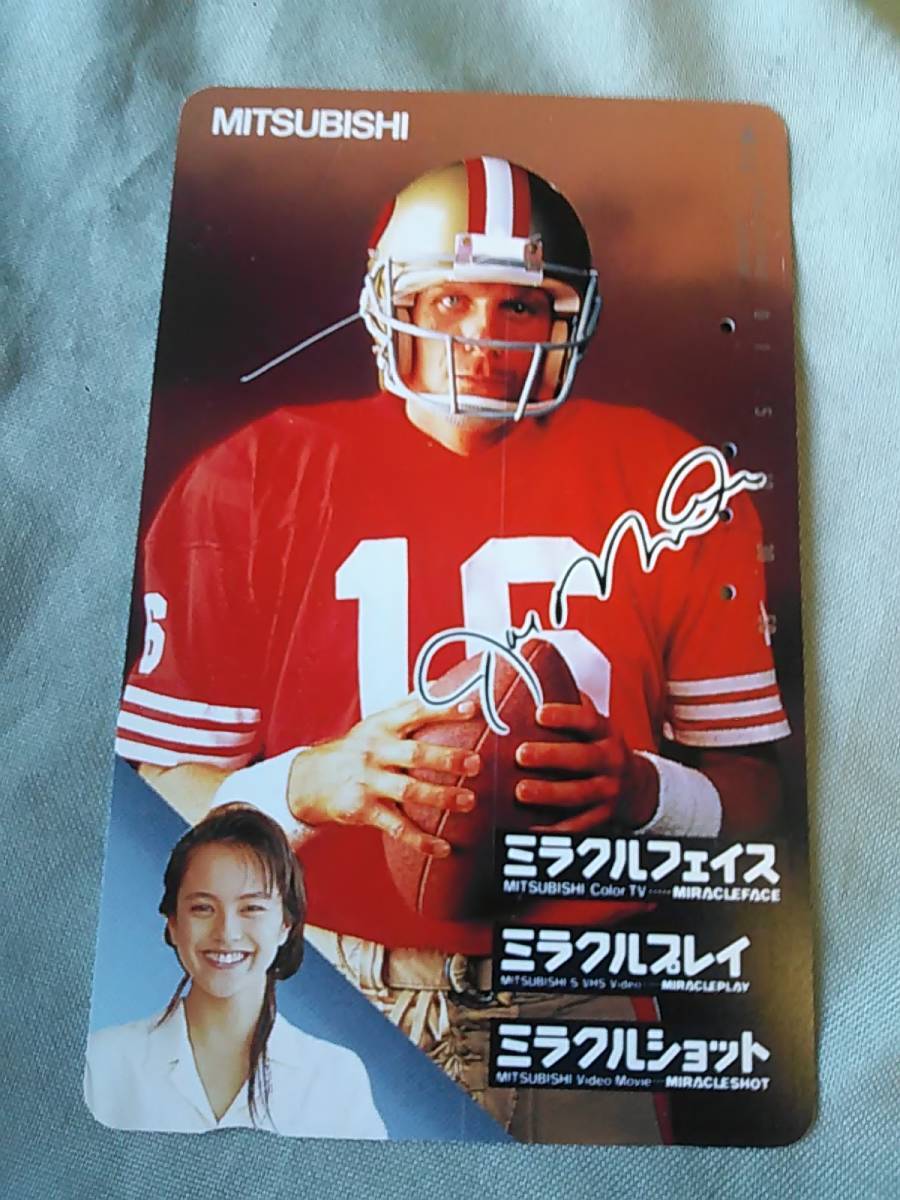 MITSUBISHI
16
6
Joe Montana
ミラクルフェイス
MITSUBISHI Color TV……MIRACLEFACE
ミラクルプレイ
MITSUBISHI S-VHS Video……MIRACLEPLAY
ミラクルショット
MITSUBISHI Video Movie……MIRACLESHOT